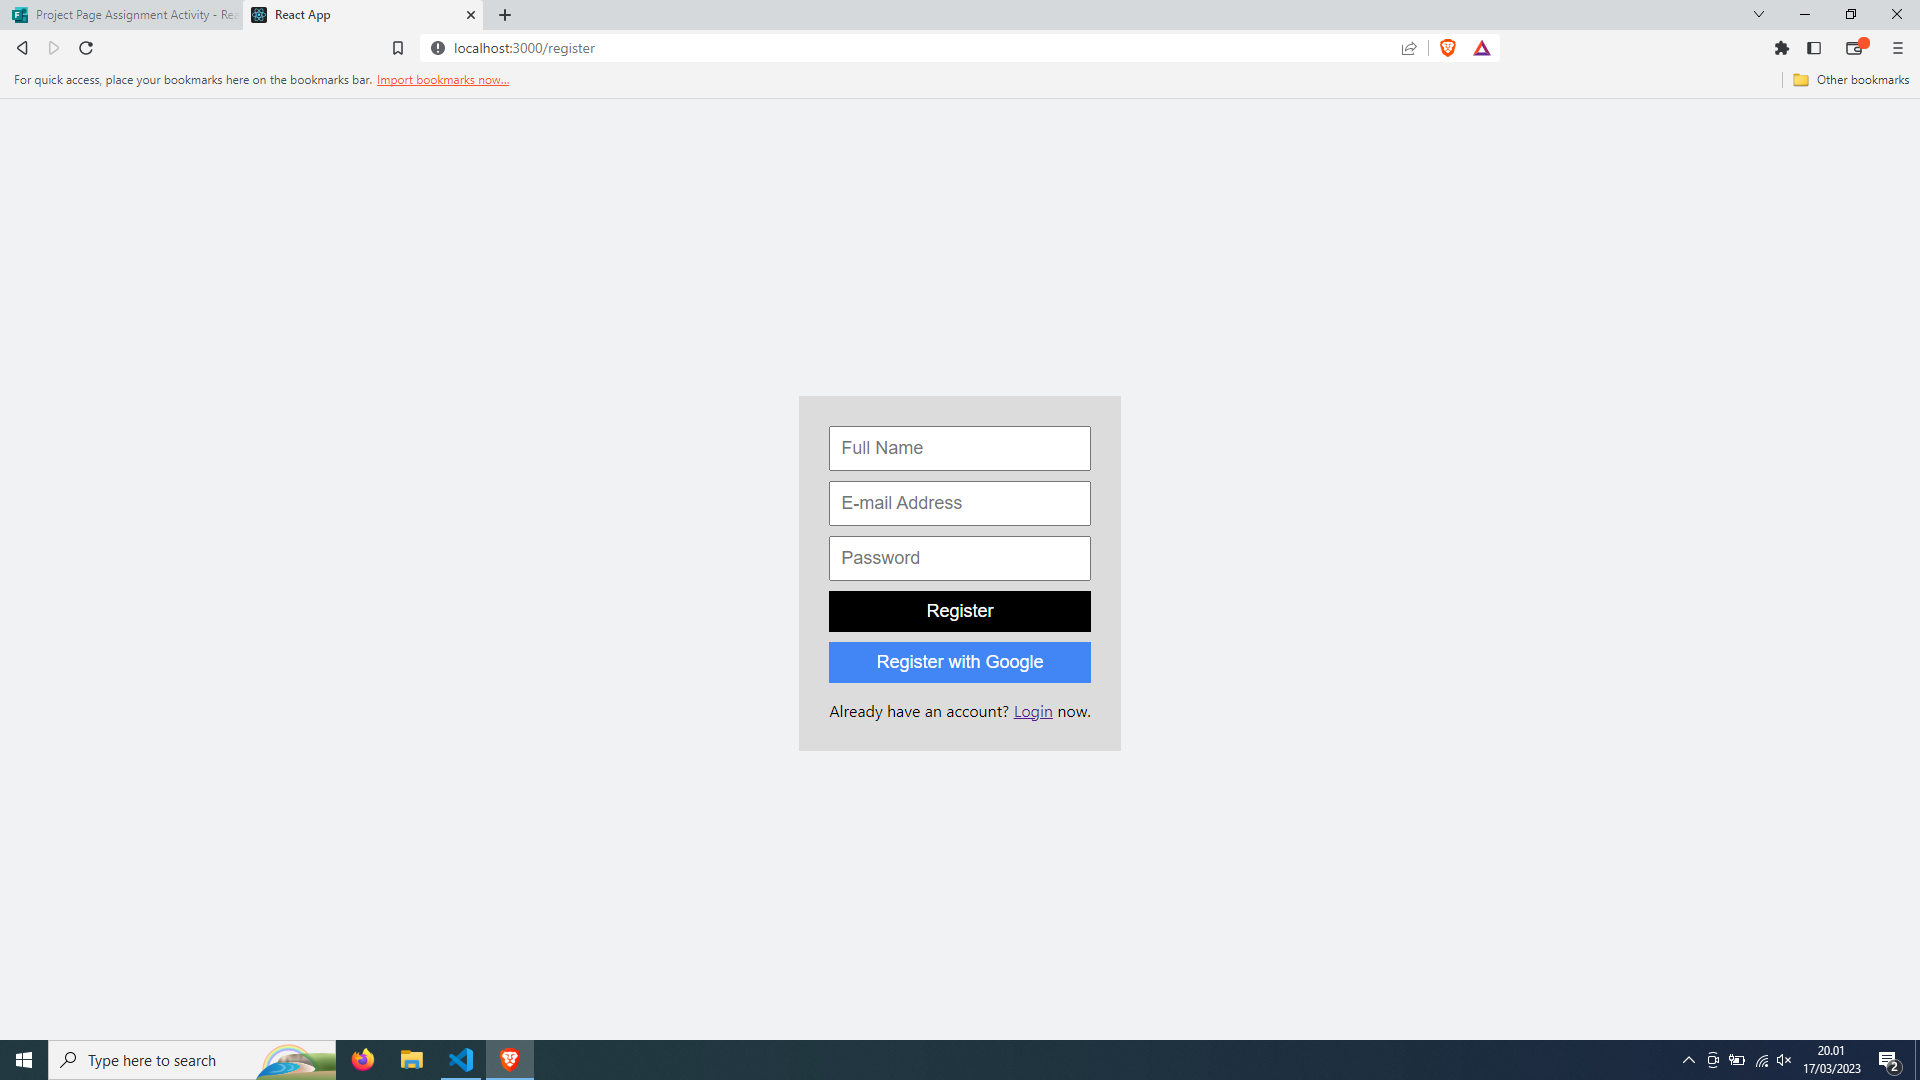 Project Page Assignment Activity - Rea
React App
localhost:3000/register
For quick access, place your bookmarks here on the bookmarks bar. Import bookmarks now...
Other bookmarks
Full Name
E-mail Address
Password
Register
Register with Google
Already have an account? Login now.
Type here to search
20.01
17/03/2023
2